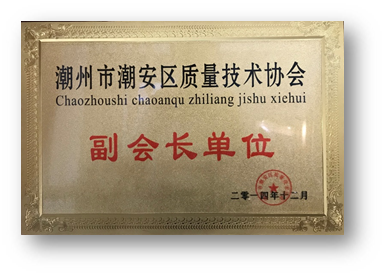 潮州市潮安区质量技术协会
Chaozhoushi chaoanqu zhiliang jishu xiehui
副会长单位
二零一四年十二月